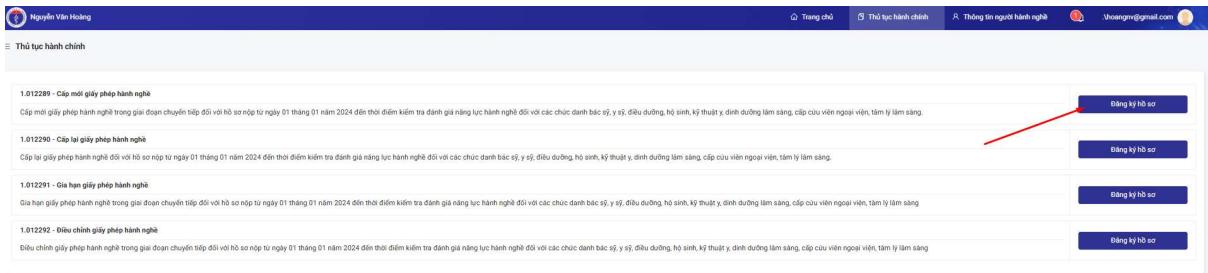 Nguyễn Văn Hoàng
Trang chủ
Thủ tục hành chính
Thông tin người hành nghề
.\hoangnv@gmail.com
Thủ tục hành chính
1.012289 - Cấp mới giấy phép hành nghề
Cấp mới giấy phép hành nghề trong giai đoạn chuyển tiếp đối với hồ sơ nộp từ ngày 01 tháng 01 năm 2024 đến thời điểm kiểm tra đánh giá năng lực hành nghề đối với các chức danh bác sỹ, y sỹ, điều dưỡng, hộ sinh, kỹ thuật y, dinh dưỡng lâm sàng, cấp cứu viên ngoại viện, tâm lý lâm sàng.
Đăng ký hồ sơ
1.012290 - Cấp lại giấy phép hành nghề
Cấp lại giấy phép hành nghề đối với hồ sơ nộp từ ngày 01 tháng 01 năm 2024 đến thời điểm kiểm tra đánh giá năng lực hành nghề đối với các chức danh bác sỹ, y sỹ, điều dưỡng, hộ sinh, kỹ thuật y, dinh dưỡng lâm sàng, cấp cứu viên ngoại viện, tâm lý lâm sàng.
Đăng ký hồ sơ
1.012291 - Gia hạn giấy phép hành nghề
Gia hạn giấy phép hành nghề trong giai đoạn chuyển tiếp đối với hồ sơ nộp từ ngày 01 tháng 01 năm 2024 đến thời điểm kiểm tra đánh giá năng lực hành nghề đối với các chức danh bác sỹ, y sỹ, điều dưỡng, hộ sinh, kỹ thuật y, dinh dưỡng lâm sàng, cấp cứu viên ngoại viện, tâm lý lâm sàng
Đăng ký hồ sơ
1.012292 - Điều chỉnh giấy phép hành nghề
Điều chỉnh giấy phép hành nghề trong giai đoạn chuyển tiếp đối với hồ sơ nộp từ ngày 01 tháng 01 năm 2024 đến thời điểm kiểm tra đánh giá năng lực hành nghề đối với các chức danh bác sỹ, y sỹ, điều dưỡng, hộ sinh, kỹ thuật y, dinh dưỡng lâm sàng, cấp cứu viên ngoại viện, tâm lý lâm sàng
Đăng ký hồ sơ